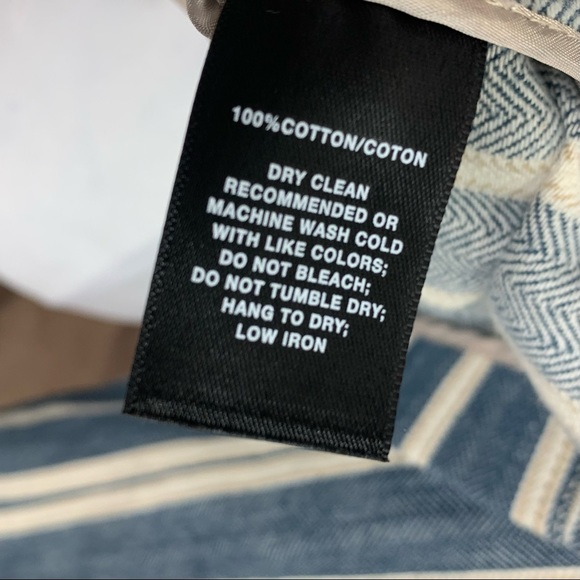 100%COTTON/COTON
DRY CLEAN
RECOMMENDED OR
MACHINE WASH COLD
WITH LIKE COLORS;
DO NOT BLEACH;
DO NOT TUMBLE DRY;
HANG TO DRY;
LOW IRON